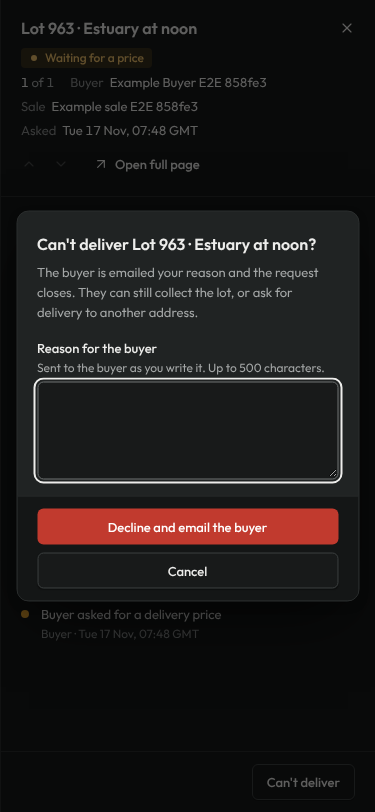 Lot 963 · Estuary at noon
Waiting for a price
1 of 1 Buyer Example Buyer E2E 858fe3
Sale Example sale E2E 858fe3
Asked Tue 17 Nov, 07:48 GMT
Open full page
Can't deliver Lot 963 · Estuary at noon?
The buyer is emailed your reason and the request
closes. They can still collect the lot, or ask for
delivery to another address.
Reason for the buyer
Sent to the buyer as you write it. Up to 500 characters.
Decline and email the buyer
Cancel
Buyer asked for a delivery price
Buyer · Tue 17 Nov, 07:48 GMT
Can't deliver